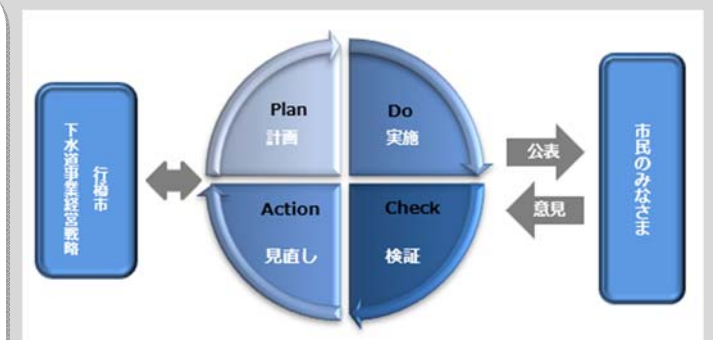 行橋市
下水道事業経営戦略
Plan
計画
Do
実施
Action
見直し
Check
検証
公表
意見
市民のみなさま